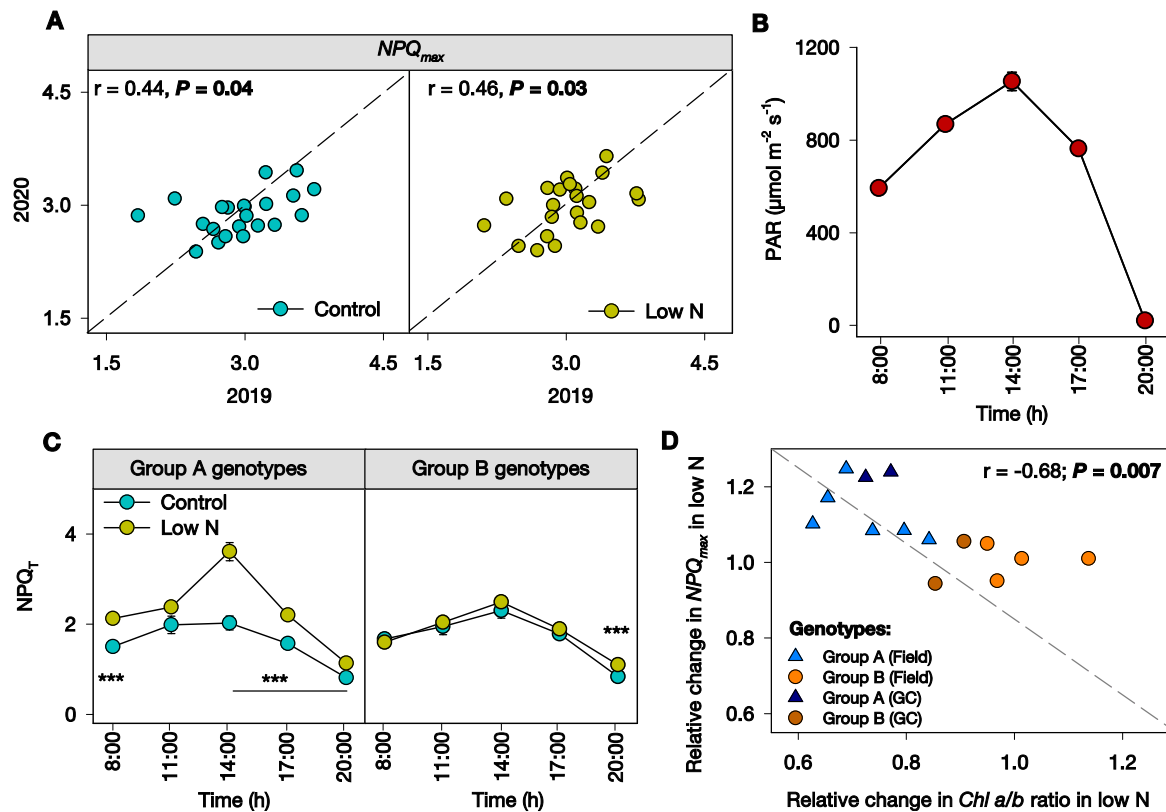 A
NPQmax
r = 0.44, P = 0.04
r = 0.46, P = 0.03
4.5
3.0
1.5
2020
Control
Low N
1.5 3.0 4.5
1.5 3.0 4.5
2019
2019
B
1200
800
400
0
PAR (µmol m⁻² s⁻¹)
8:00
11:00
14:00
17:00
20:00
Time (h)
C
Group A genotypes
Group B genotypes
Control
Low N
4
2
0
NPQT
***
***
***
8:00
11:00
14:00
17:00
20:00
8:00
11:00
14:00
17:00
20:00
Time (h)
Time (h)
D
r = -0.68; P = 0.007
1.2
1.0
0.8
0.6
Relative change in NPQmax in low N
Genotypes:
Group A (Field)
Group B (Field)
Group A (GC)
Group B (GC)
0.6 0.8 1.0 1.2
Relative change in Chl a/b ratio in low N